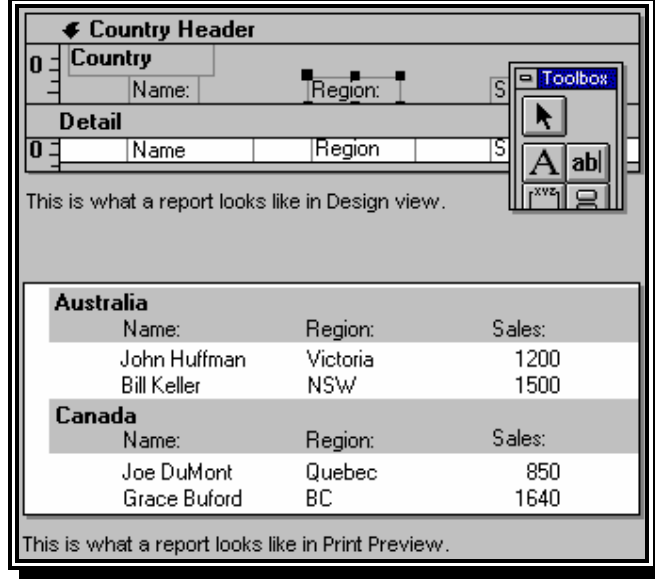 Country Header
0 Country
Name: Region: S
Toolbox
Detail
0 Name Region S
A ab|
XYZ
This is what a report looks like in Design view.
Australia
Name: Region: Sales:
John Huffman Victoria 1200
Bill Keller NSW 1500
Canada
Name: Region: Sales:
Joe DuMont Quebec 850
Grace Buford BC 1640
This is what a report looks like in Print Preview.